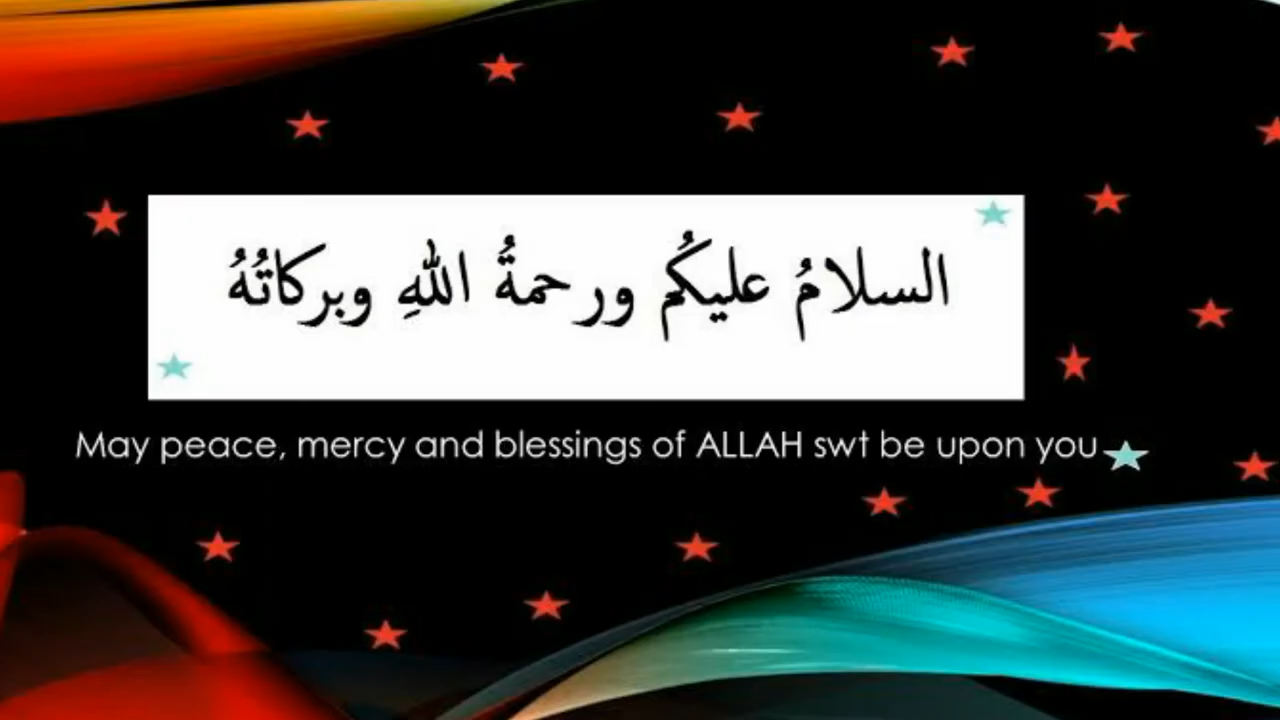 السلامُ عليكُم ورحمةُ اللهِ وبركاتُهُ
May peace, mercy and blessings of ALLAH swt be upon you